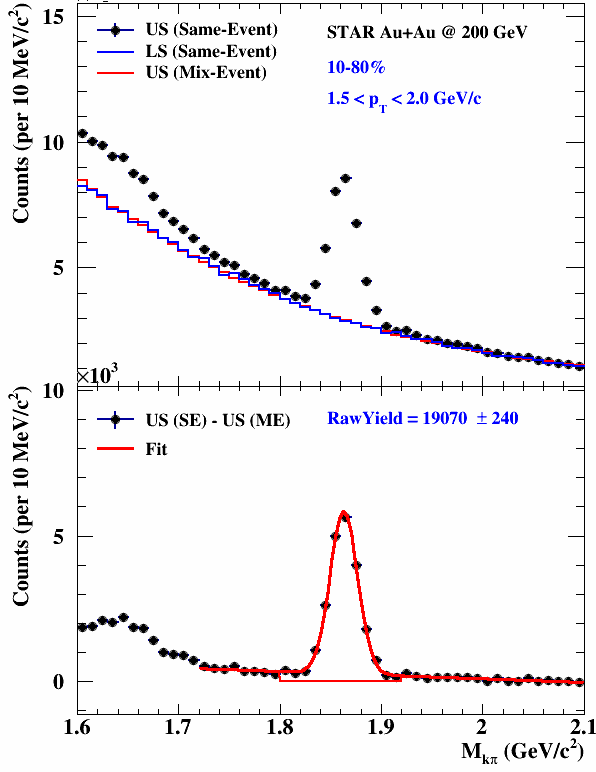 15
US (Same-Event)
LS (Same-Event)
US (Mix-Event)
STAR Au+Au @ 200 GeV
10-80%
1.5 < p_T < 2.0 GeV/c
Counts (per 10 MeV/c²)
10
5
×10³
10
US (SE) - US (ME)
Fit
RawYield = 19070 ± 240
Counts (per 10 MeV/c²)
5
0
1.6 1.7 1.8 1.9 2 2.1
M_kπ (GeV/c²)